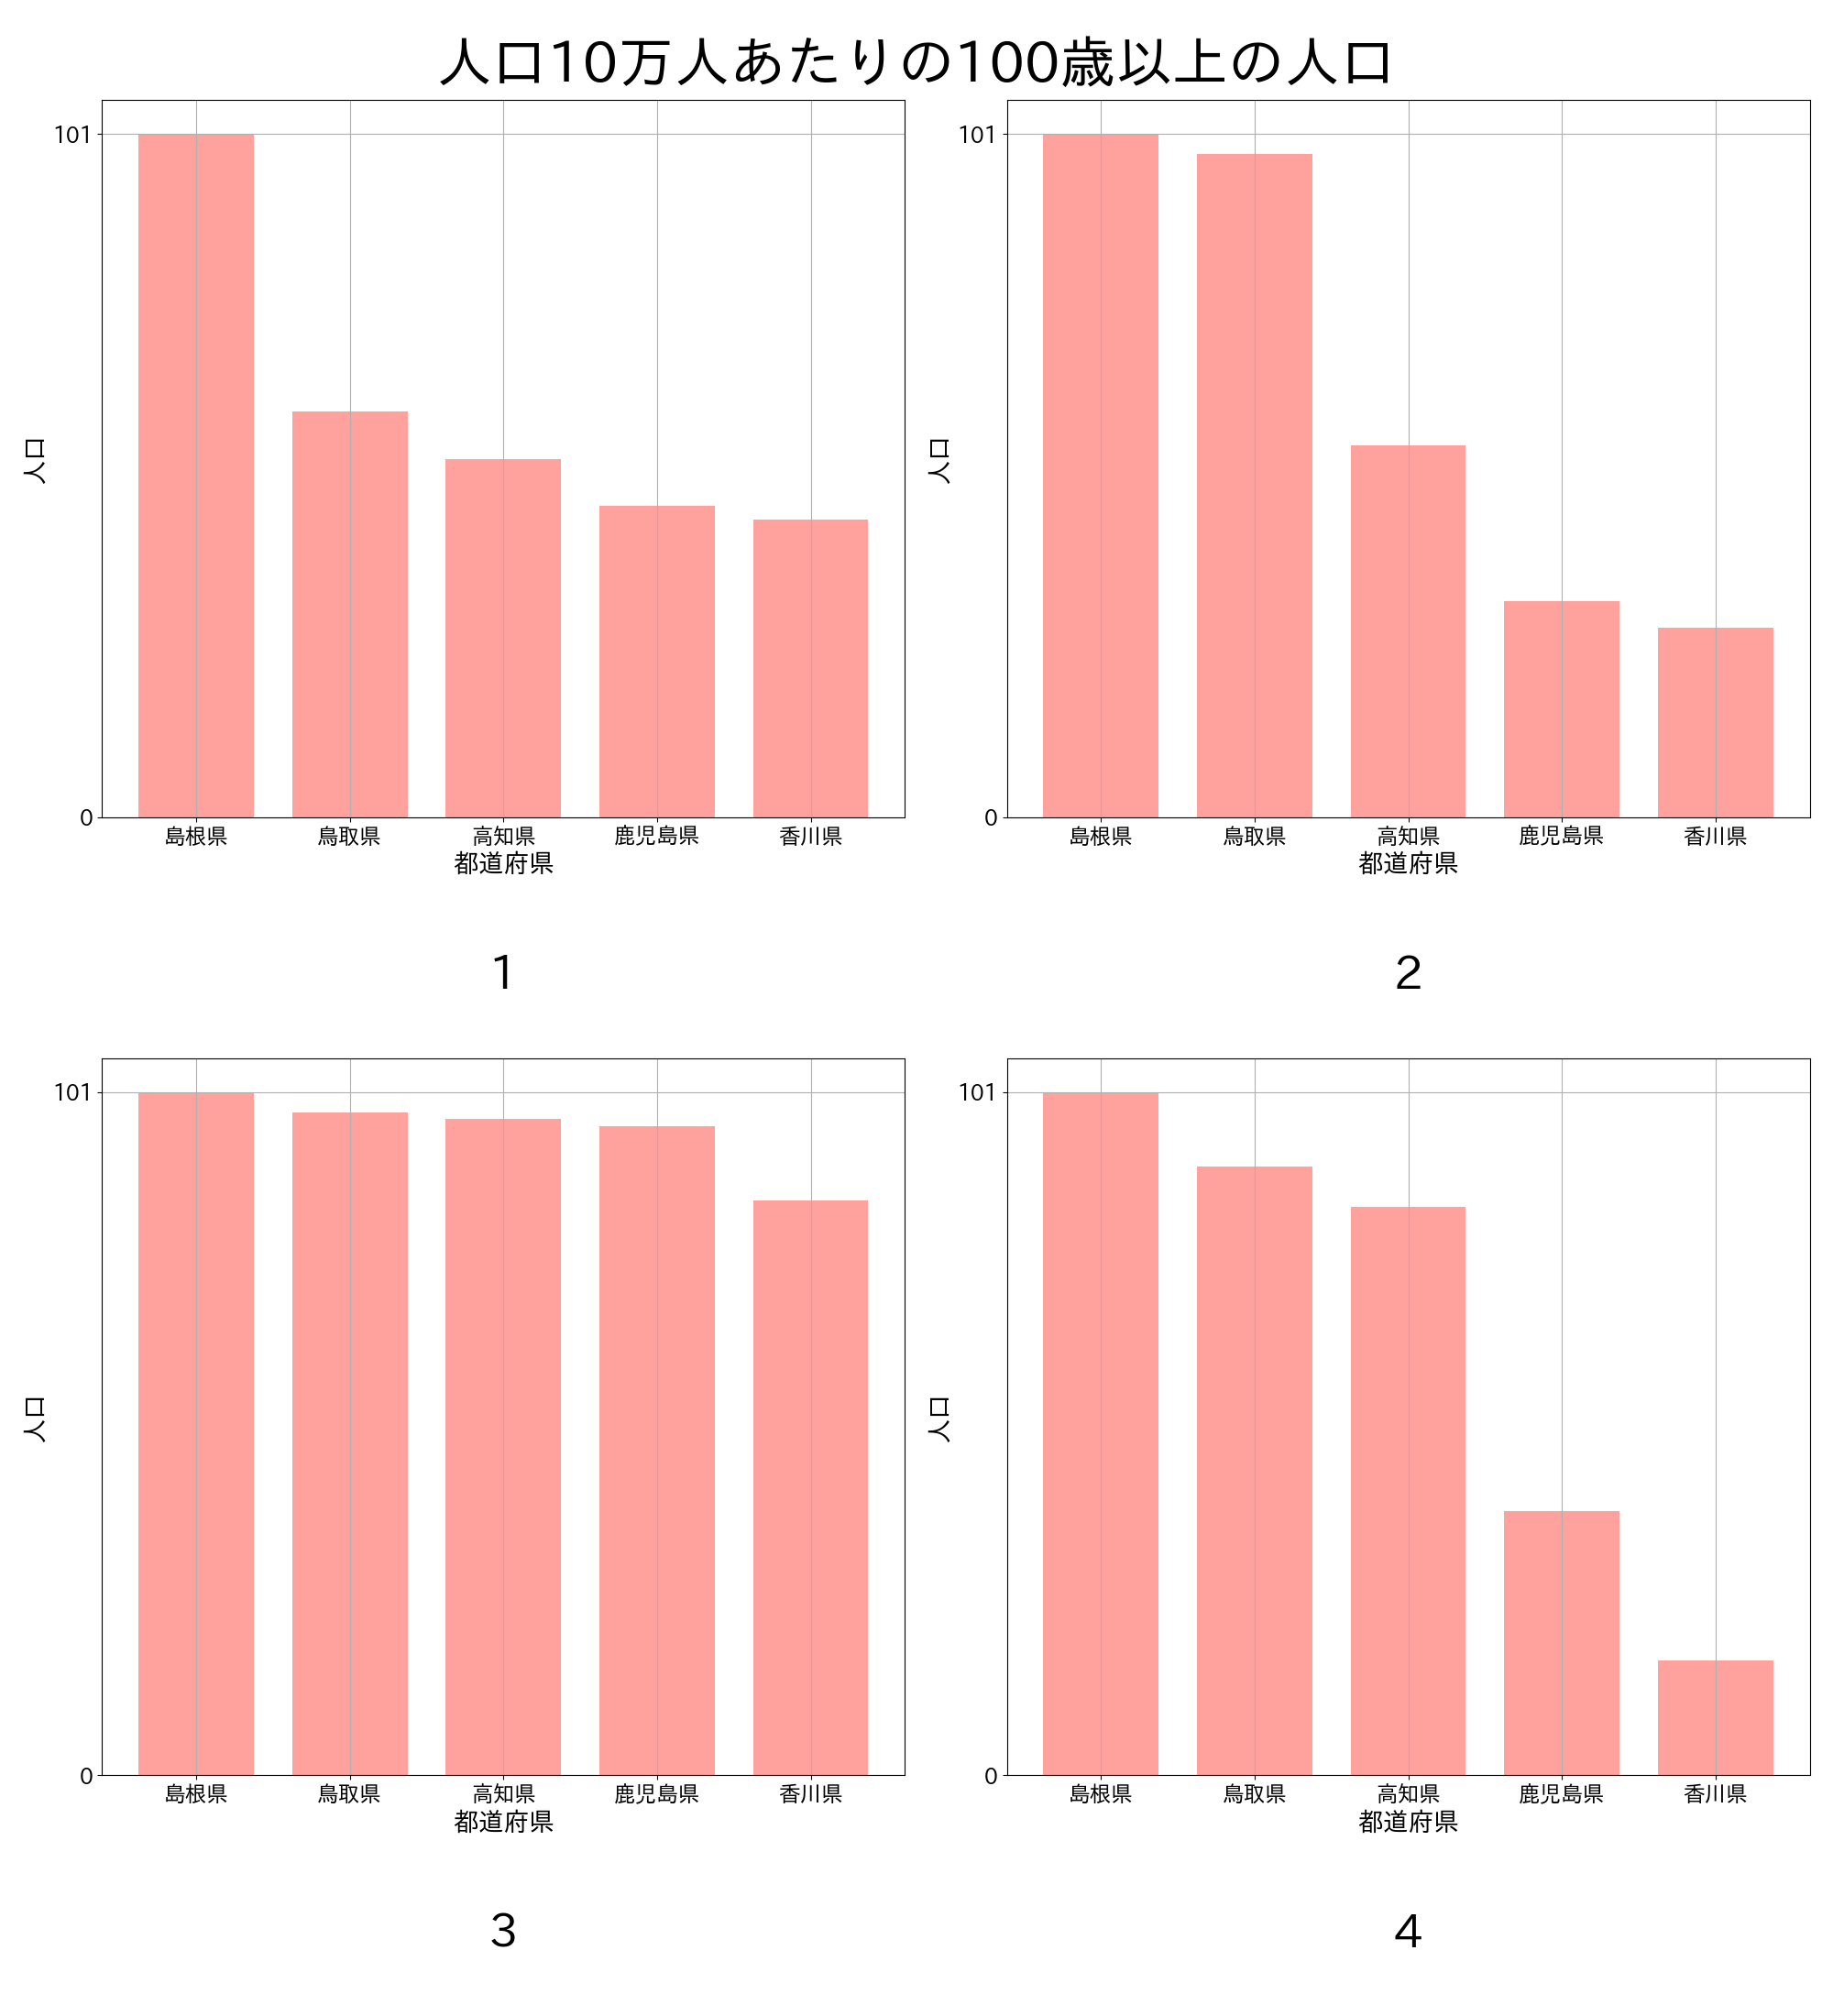 人口10万人あたりの100歳以上の人口
101
0
人口
島根県 鳥取県 高知県 鹿児島県 香川県
都道府県
1
101
0
人口
島根県 鳥取県 高知県 鹿児島県 香川県
都道府県
2
101
0
人口
島根県 鳥取県 高知県 鹿児島県 香川県
都道府県
3
101
0
人口
島根県 鳥取県 高知県 鹿児島県 香川県
都道府県
4